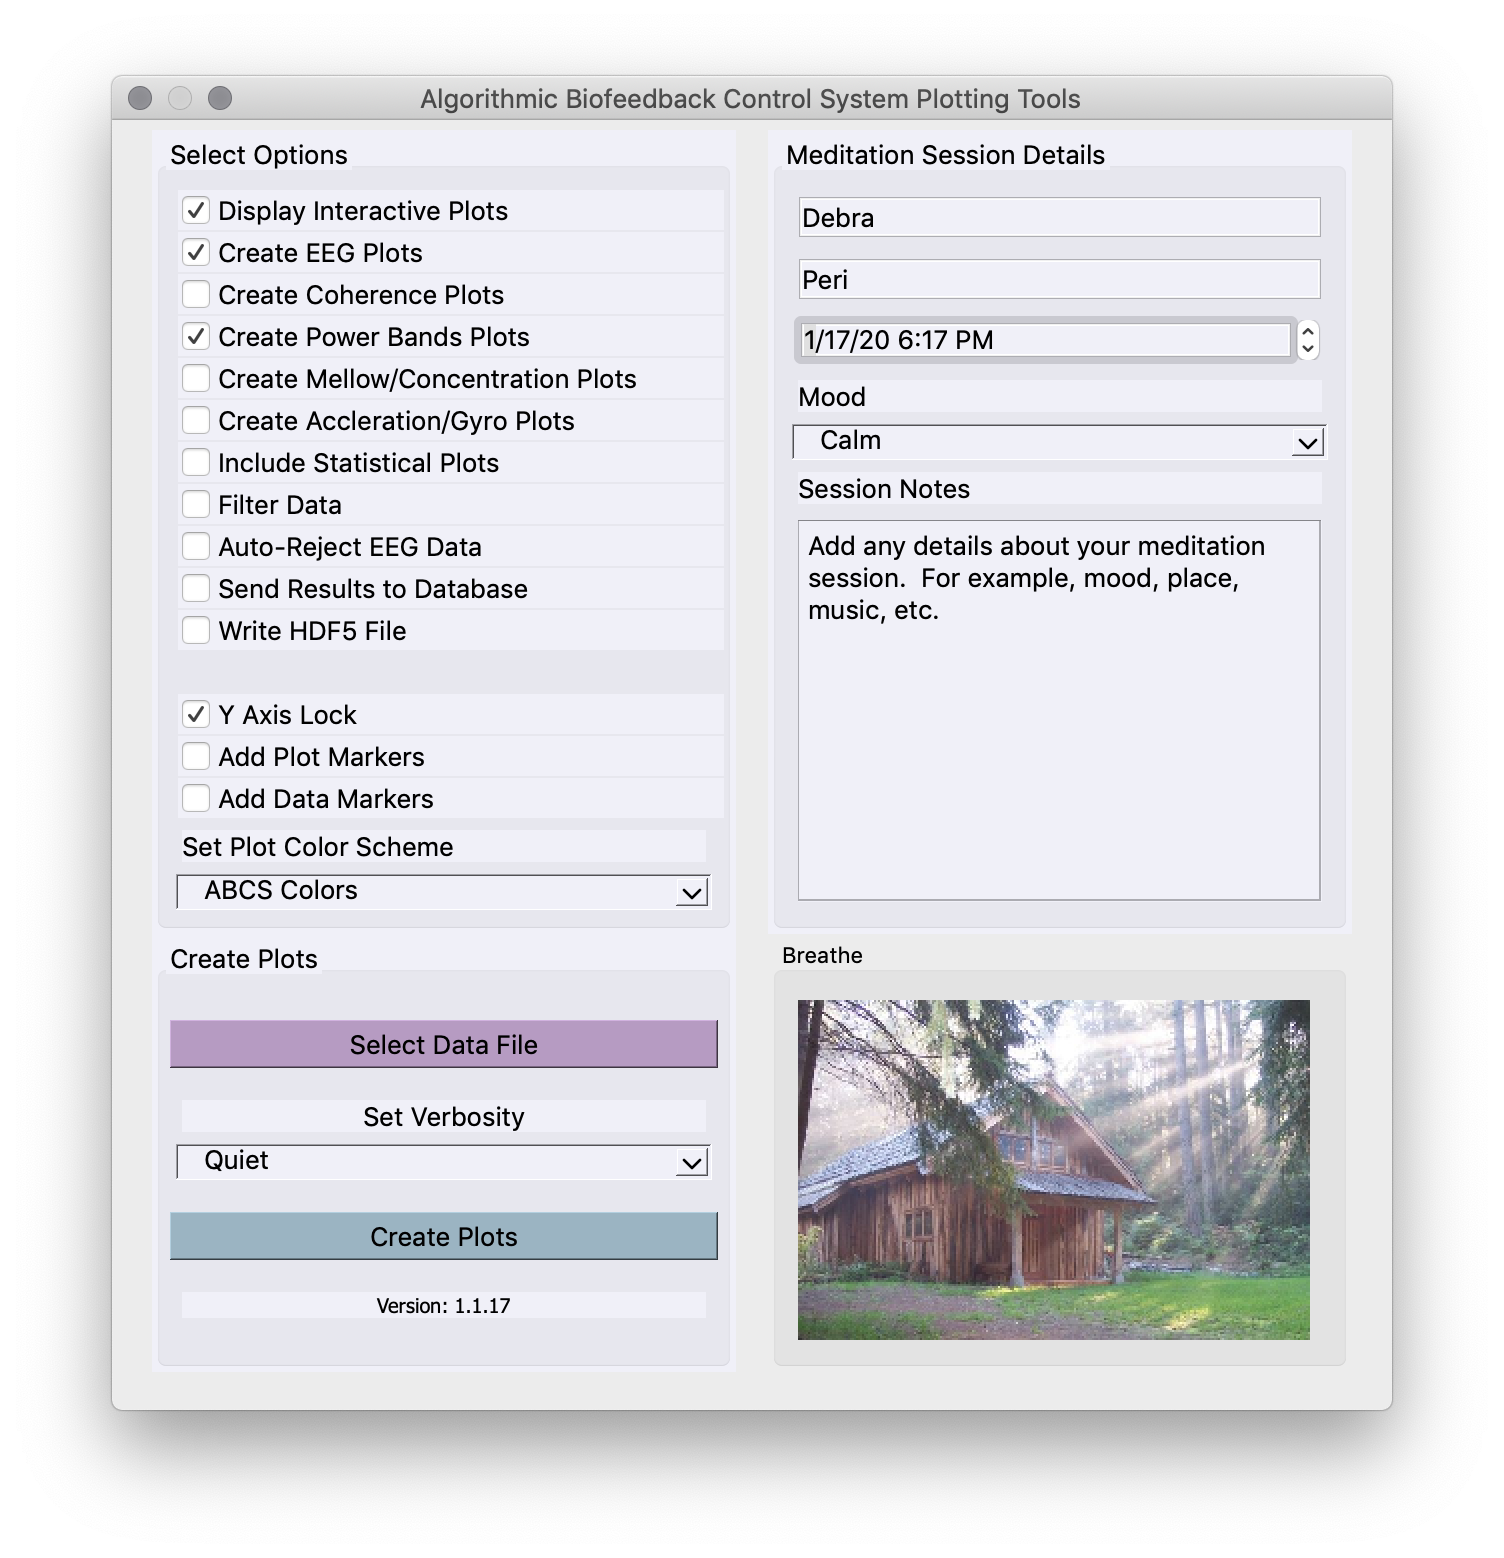 Algorithmic Biofeedback Control System Plotting Tools
Select Options
Display Interactive Plots
Create EEG Plots
Create Coherence Plots
Create Power Bands Plots
Create Mellow/Concentration Plots
Create Accleration/Gyro Plots
Include Statistical Plots
Filter Data
Auto-Reject EEG Data
Send Results to Database
Write HDF5 File
Y Axis Lock
Add Plot Markers
Add Data Markers
Set Plot Color Scheme
ABCS Colors
Create Plots
Select Data File
Set Verbosity
Quiet
Create Plots
Version: 1.1.17
Meditation Session Details
Debra
Peri
1/17/20 6:17 PM
Mood
Calm
Session Notes
Add any details about your meditation
session.  For example, mood, place,
music, etc.
Breathe